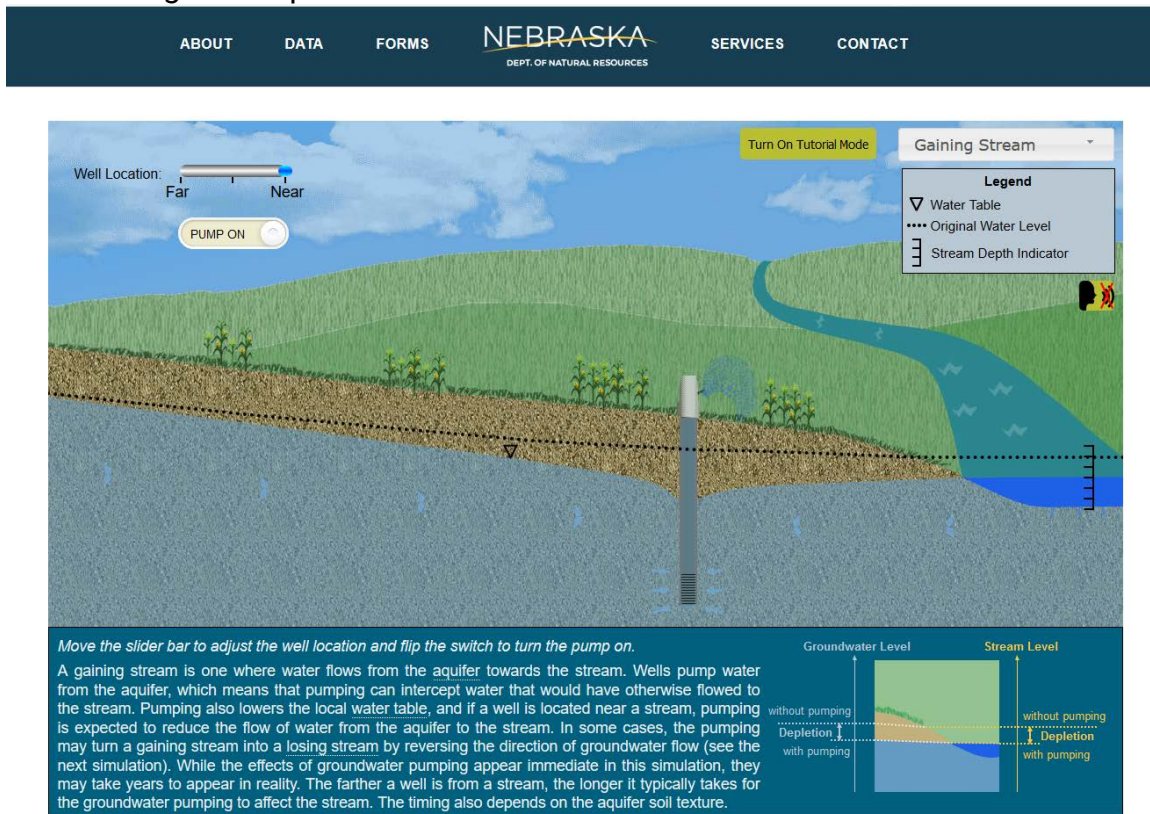 ABOUT DATA FORMS NEBRASKA SERVICES CONTACT
DEPT. OF NATURAL RESOURCES
Turn On Tutorial Mode
Gaining Stream
Well Location:
Far Near
PUMP ON
Legend
Water Table
Original Water Level
Stream Depth Indicator
Move the slider bar to adjust the well location and flip the switch to turn the pump on.
A gaining stream is one where water flows from the aquifer towards the stream. Wells pump water
from the aquifer, which means that pumping can intercept water that would have otherwise flowed to
the stream. Pumping also lowers the local water table, and if a well is located near a stream, pumping
is expected to reduce the flow of water from the aquifer to the stream. In some cases, the pumping
may turn a gaining stream into a losing stream by reversing the direction of groundwater flow (see the
next simulation). While the effects of groundwater pumping appear immediate in this simulation, they
may take years to appear in reality. The farther a well is from a stream, the longer it typically takes for
the groundwater pumping to affect the stream. The timing also depends on the aquifer soil texture.
Groundwater Level Stream Level
without pumping
Depletion
with pumping
without pumping
Depletion
with pumping